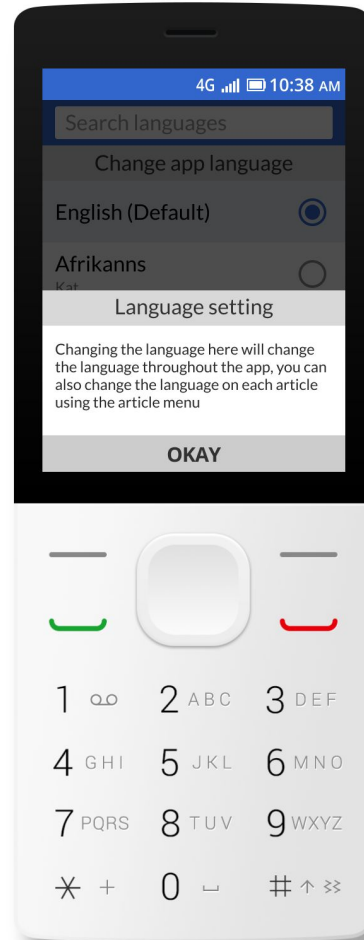 4G 10:38 AM
Search languages
Change app language
English (Default)
Afrikanns
Kat
Language setting
Changing the language here will change
the language throughout the app, you can
also change the language on each article
using the article menu
OKAY
1 2 ABC 3 DEF
4 GHI 5 JKL 6 MNO
7 PQRS 8 TUV 9 WXYZ
* + 0 #